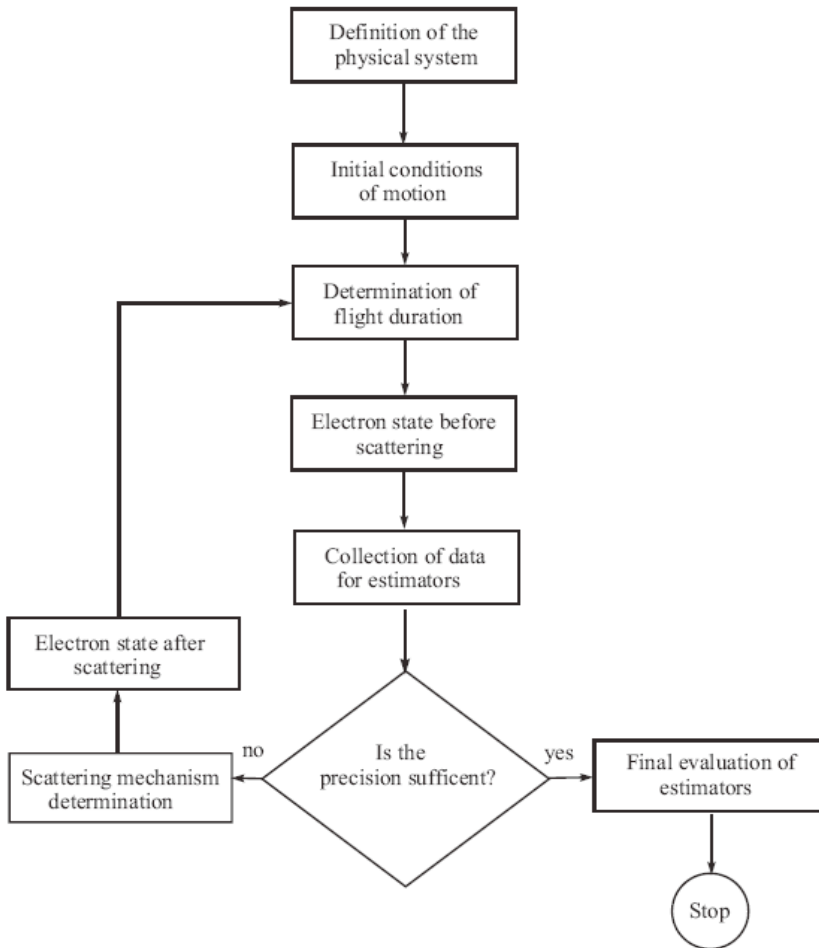 Definition of the
physical system
Initial conditions
of motion
Determination of
flight duration
Electron state before
scattering
Collection of data
for estimators
Electron state after
scattering
no
Is the
precision sufficent?
yes
Scattering mechanism
determination
Final evaluation of
estimators
Stop